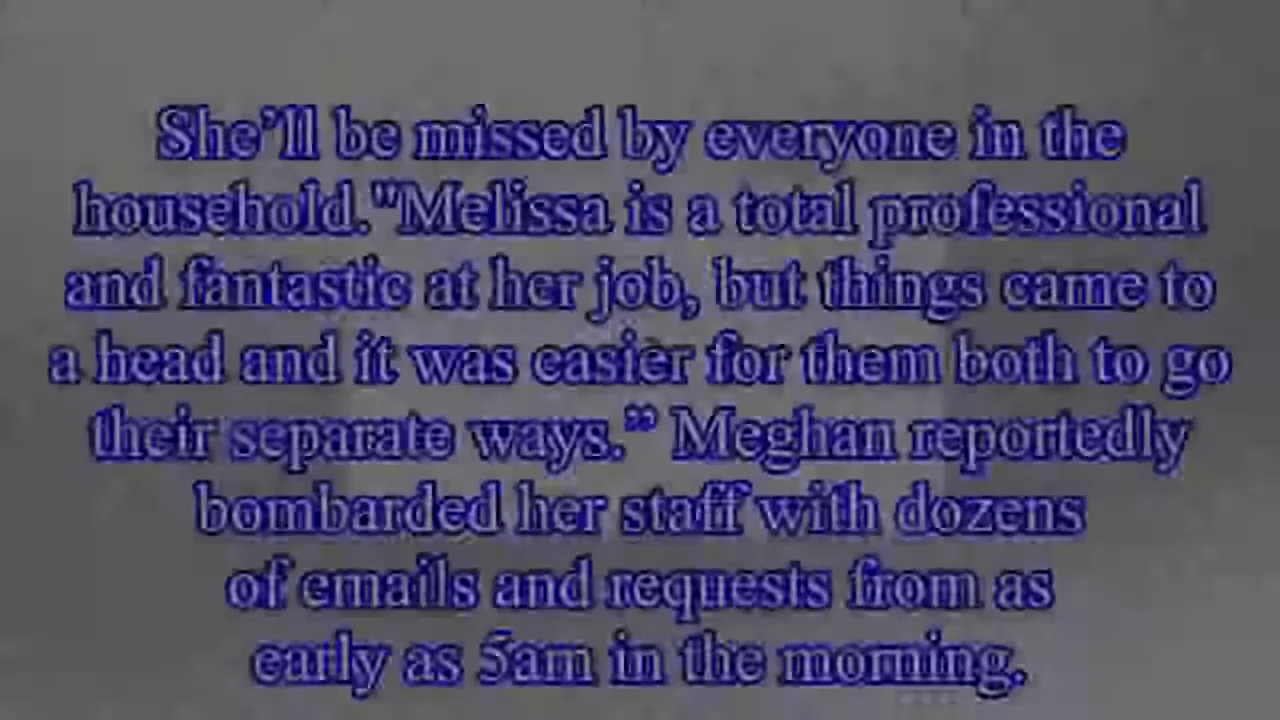 She’ll be missed by everyone in the
household."Melissa is a total professional
and fantastic at her job, but things came to
a head and it was easier for them both to go
their separate ways.” Meghan reportedly
bombarded her staff with dozens
of emails and requests from as
early as 5am in the morning.